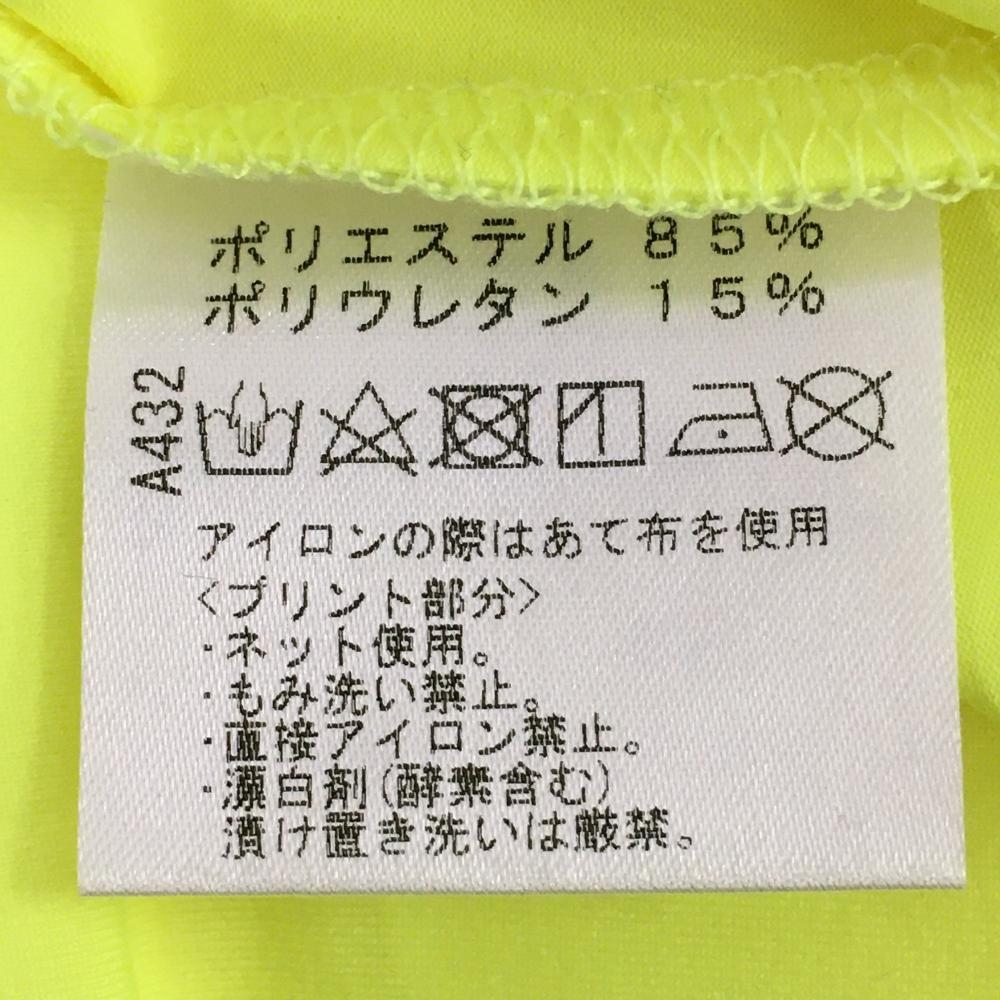 ポリエステル 85%
ポリウレタン 15%
A432
アイロンの際はあて布を使用
<プリント部分>
・ネット使用。
・もみ洗い禁止。
・直接アイロン禁止。
・漂白剤(酵素含む)
漬け置き洗いは厳禁。